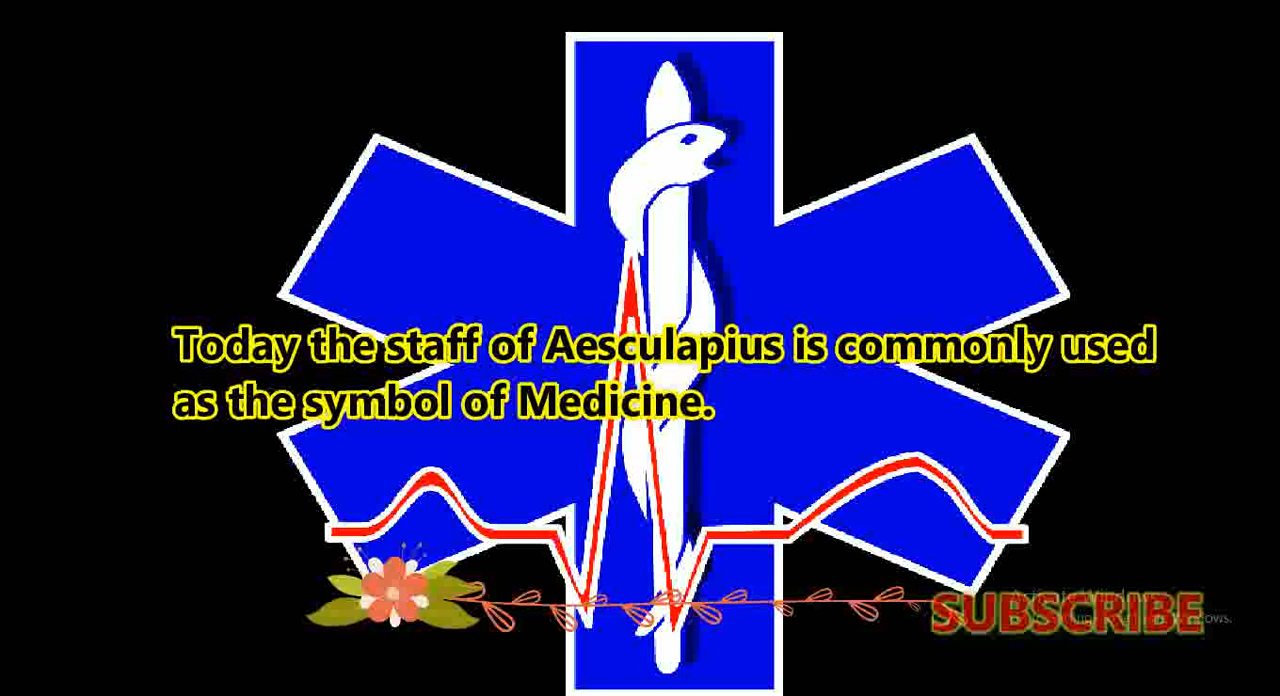 Today the staff of Aesculapius is commonly used
as the symbol of Medicine.
SUBSCRIBE